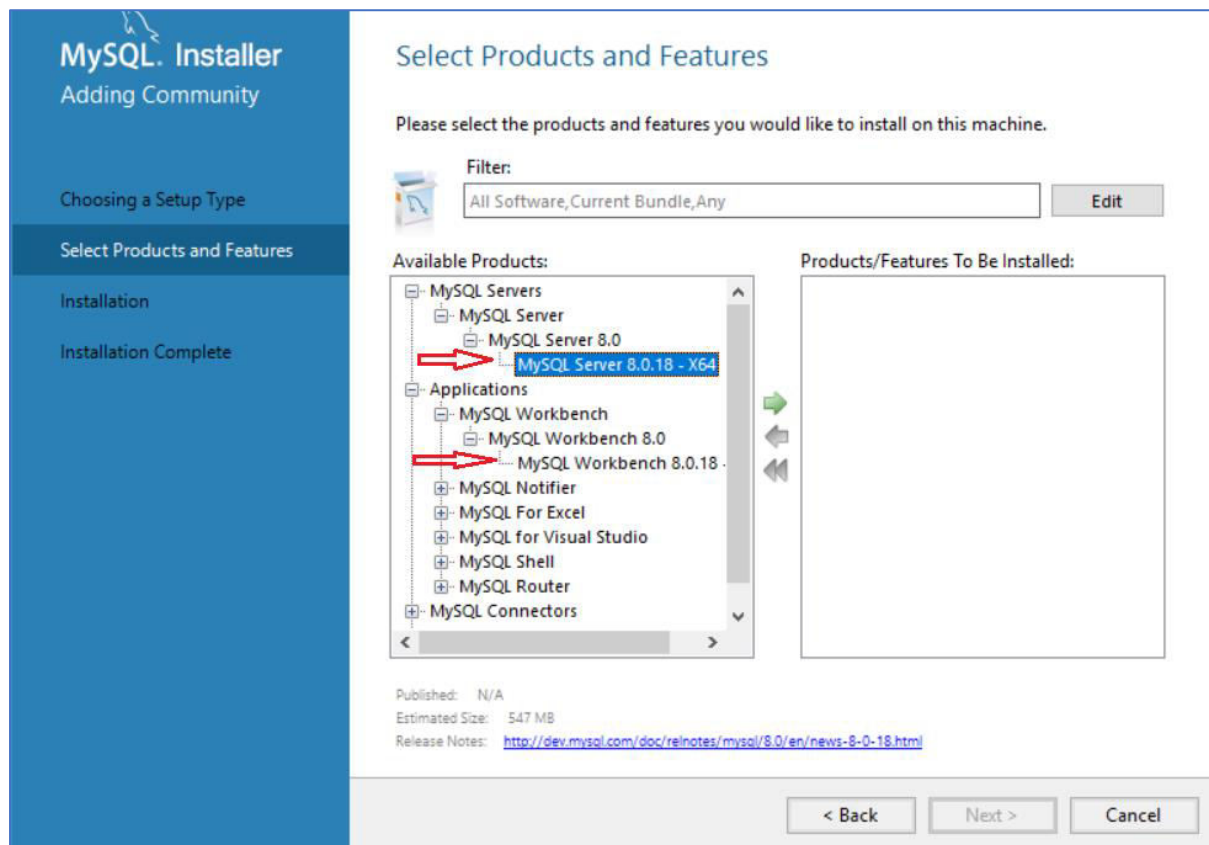 MySQL. Installer
Adding Community
Choosing a Setup Type
Select Products and Features
Installation
Installation Complete
Select Products and Features
Please select the products and features you would like to install on this machine.
Filter:
All Software,Current Bundle,Any
Edit
Available Products:
MySQL Servers
MySQL Server
MySQL Server 8.0
MySQL Server 8.0.18 - X64
Applications
MySQL Workbench
MySQL Workbench 8.0
MySQL Workbench 8.0.18 -
MySQL Notifier
MySQL For Excel
MySQL for Visual Studio
MySQL Shell
MySQL Router
MySQL Connectors
Products/Features To Be Installed:
Published: N/A
Estimated Size: 547 MB
Release Notes: http://dev.mysql.com/doc/relnotes/mysql/8.0/en/news-8-0-18.html
< Back
Next >
Cancel